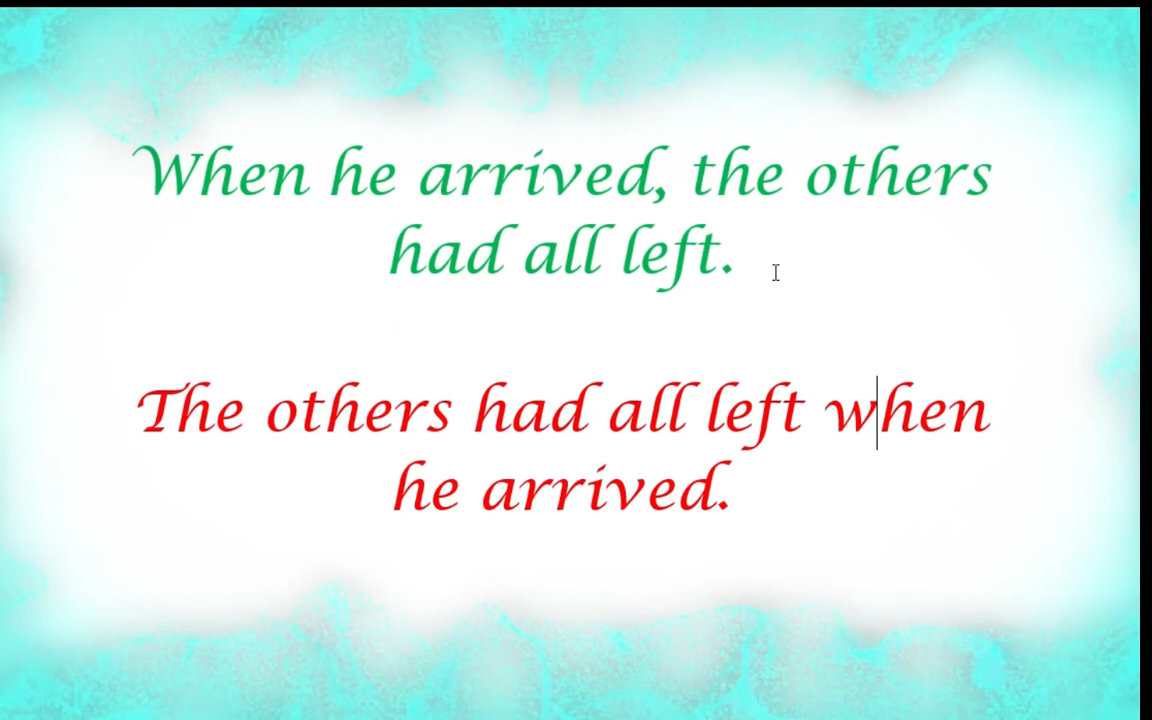 When he arrived, the others
had all left.
The others had all left when
he arrived.